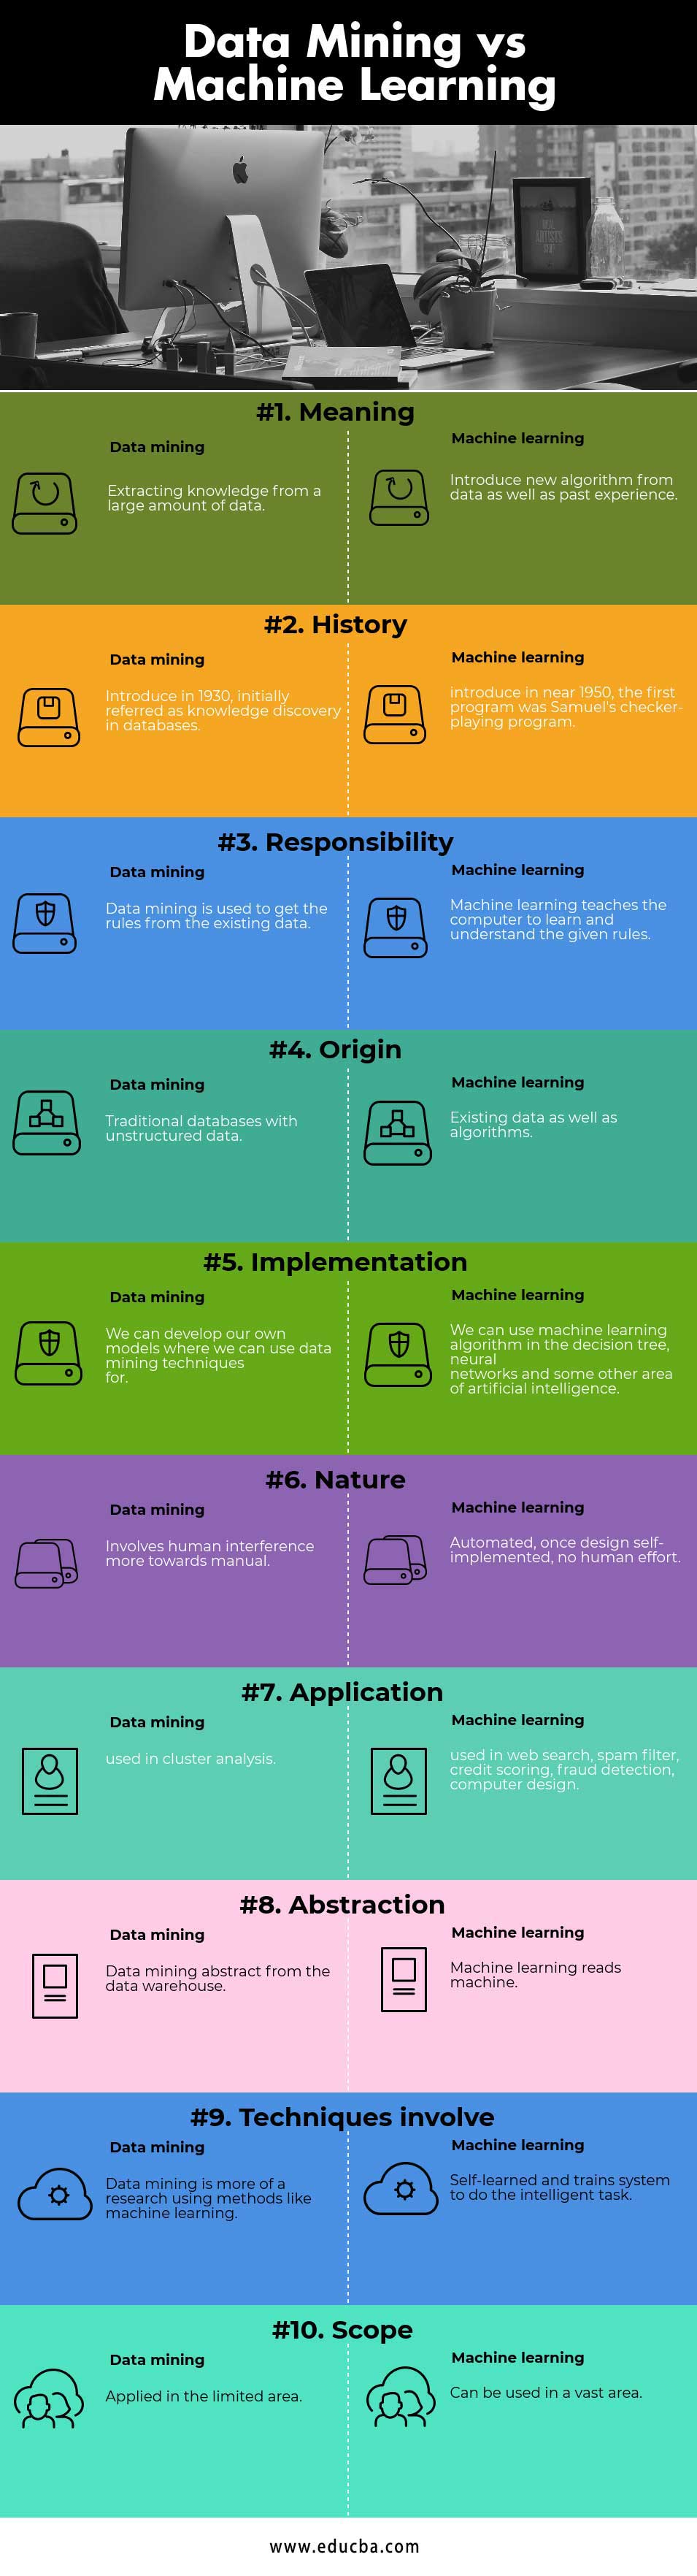 Data Mining vs
Machine Learning
#1. Meaning
Data mining
Extracting knowledge from a
large amount of data.
Machine learning
Introduce new algorithm from
data as well as past experience.
#2. History
Data mining
Introduce in 1930, initially
referred as knowledge discovery
in databases.
Machine learning
introduce in near 1950, the first
program was Samuel's checker-
playing program.
#3. Responsibility
Data mining
Data mining is used to get the
rules from the existing data.
Machine learning
Machine learning teaches the
computer to learn and
understand the given rules.
#4. Origin
Data mining
Traditional databases with
unstructured data.
Machine learning
Existing data as well as
algorithms.
#5. Implementation
Data mining
We can develop our own
models where we can use data
mining techniques
for.
Machine learning
We can use machine learning
algorithm in the decision tree,
neural
networks and some other area
of artificial intelligence.
#6. Nature
Data mining
Involves human interference
more towards manual.
Machine learning
Automated, once design self-
implemented, no human effort.
#7. Application
Data mining
used in cluster analysis.
Machine learning
used in web search, spam filter,
credit scoring, fraud detection,
computer design.
#8. Abstraction
Data mining
Data mining abstract from the
data warehouse.
Machine learning
Machine learning reads
machine.
#9. Techniques involve
Data mining
Data mining is more of a
research using methods like
machine learning.
Machine learning
Self-learned and trains system
to do the intelligent task.
#10. Scope
Data mining
Applied in the limited area.
Machine learning
Can be used in a vast area.
www.educba.com